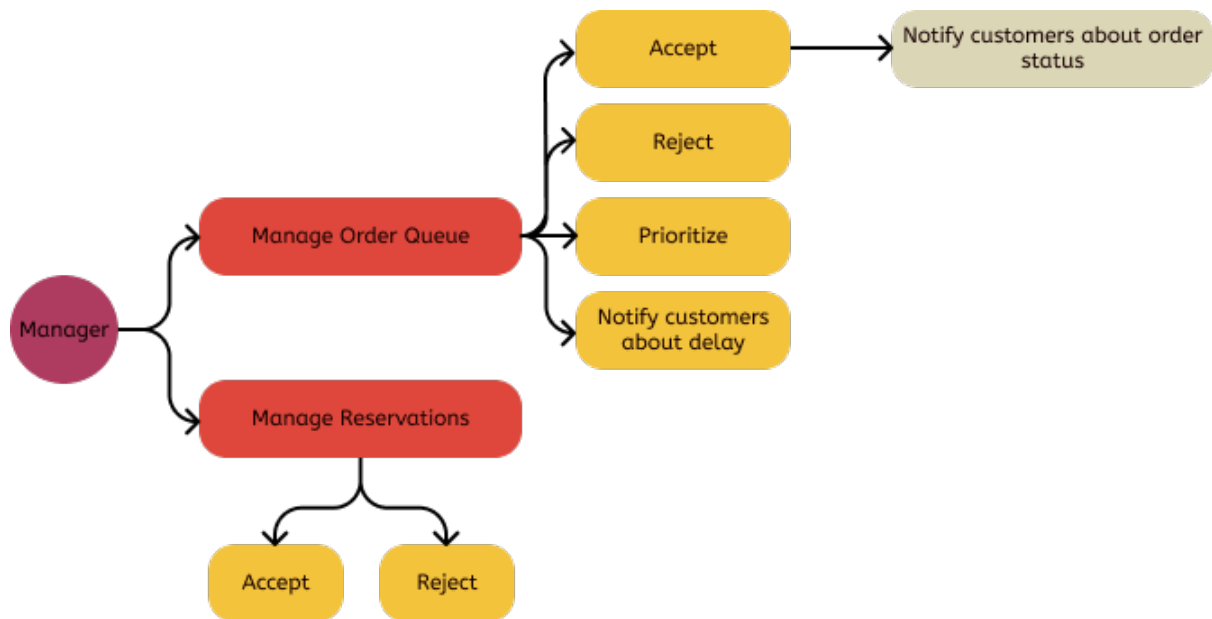 Accept
Notify customers about order
status
Reject
Manage Order Queue
Prioritize
Manager
Notify customers
about delay
Manage Reservations
Accept
Reject